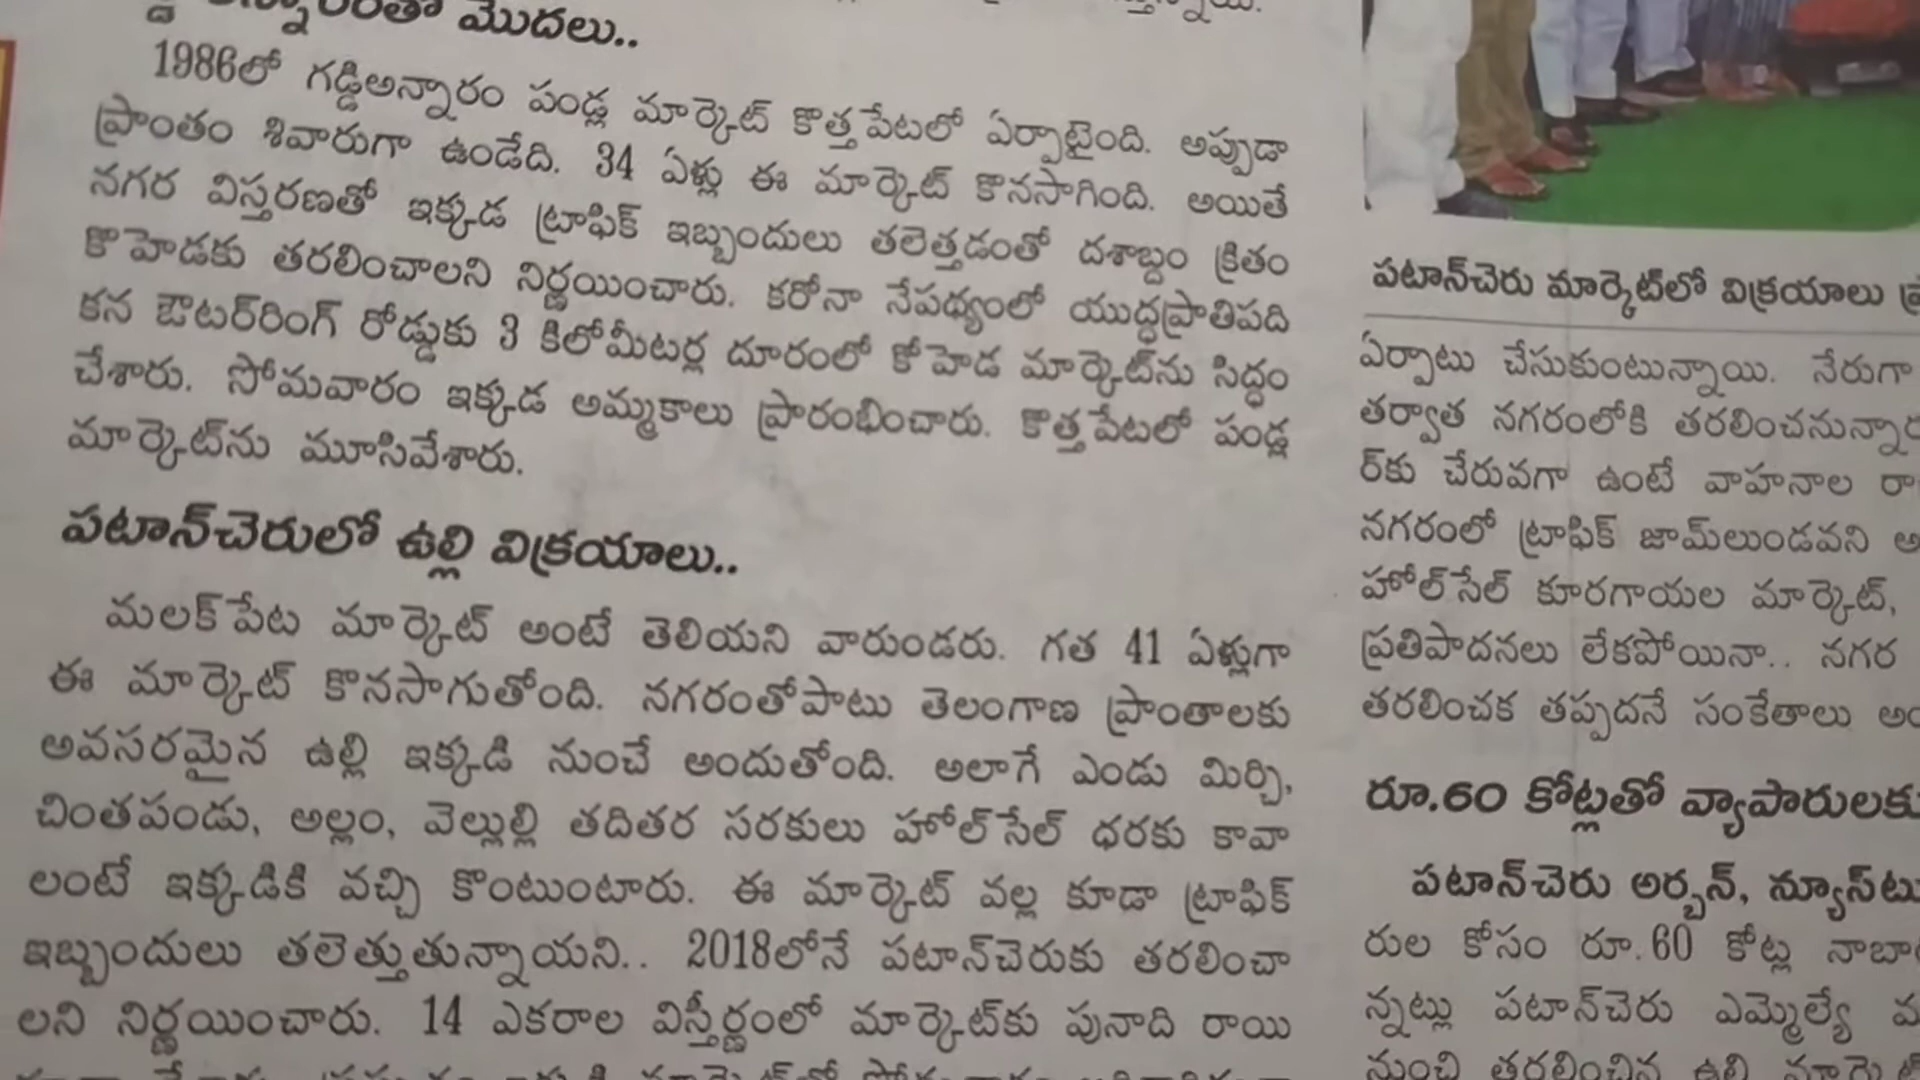 మొదలు..
1986లో గడ్డిఅన్నారం పండ్ల మార్కెట్ కొత్తపేటలో ఏర్పాటైంది. అప్పుడా
ప్రాంతం శివారుగా ఉండేది. 34 ఏళ్లు ఈ మార్కెట్ కొనసాగింది. అయితే
నగర విస్తరణతో ఇక్కడ ట్రాఫిక్ ఇబ్బందులు తలెత్తడంతో దశాబ్దం క్రితం
కొహెడకు తరలించాలని నిర్ణయించారు. కరోనా నేపథ్యంలో యుద్ధప్రాతిపది
కన ఔటర్‌రింగ్ రోడ్డుకు 3 కిలోమీటర్ల దూరంలో కోహెడ మార్కెట్‌ను సిద్ధం
చేశారు. సోమవారం ఇక్కడ అమ్మకాలు ప్రారంభించారు. కొత్తపేటలో పండ్ల
మార్కెట్‌ను మూసివేశారు.
పటాన్‌చెరులో ఉల్లి విక్రయాలు..
మలక్‌పేట మార్కెట్ అంటే తెలియని వారుండరు. గత 41 ఏళ్లుగా
ఈ మార్కెట్ కొనసాగుతోంది. నగరంతోపాటు తెలంగాణ ప్రాంతాలకు
అవసరమైన ఉల్లి ఇక్కడి నుంచే అందుతోంది. అలాగే ఎండు మిర్చి,
చింతపండు, అల్లం, వెల్లుల్లి తదితర సరకులు హోల్‌సేల్ ధరకు కావా
లంటే ఇక్కడికి వచ్చి కొంటుంటారు. ఈ మార్కెట్ వల్ల కూడా ట్రాఫిక్
ఇబ్బందులు తలెత్తుతున్నాయని.. 2018లోనే పటాన్‌చెరుకు తరలించా
లని నిర్ణయించారు. 14 ఎకరాల విస్తీర్ణంలో మార్కెట్‌కు పునాది రాయి
పటాన్‌చెరు మార్కెట్‌లో విక్రయాలు
ఏర్పాటు చేసుకుంటున్నాయి. నేరుగా
తర్వాత నగరంలోకి తరలించనున్నార
ర్‌కు చేరువగా ఉంటే వాహనాల
నగరంలో ట్రాఫిక్ జామ్‌లుండవని
హోల్‌సేల్ కూరగాయల మార్కెట్,
ప్రతిపాదనలు లేకపోయినా.. నగర
తరలించక తప్పదనే సంకేతాలు
రూ.60 కోట్లతో వ్యాపారులకు
పటాన్‌చెరు అర్బన్, న్యూస్‌టు
రుల కోసం రూ.60 కోట్ల
న్నట్లు పటాన్‌చెరు ఎమ్మెల్యే
నుంచి తరలించిన ఉల్లి